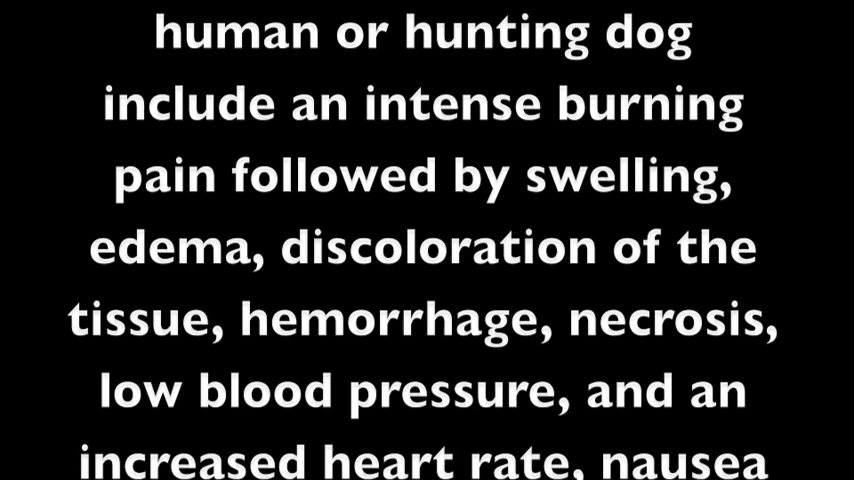 human or hunting dog
include an intense burning
pain followed by swelling,
edema, discoloration of the
tissue, hemorrhage, necrosis,
low blood pressure, and an
increased heart rate, nausea